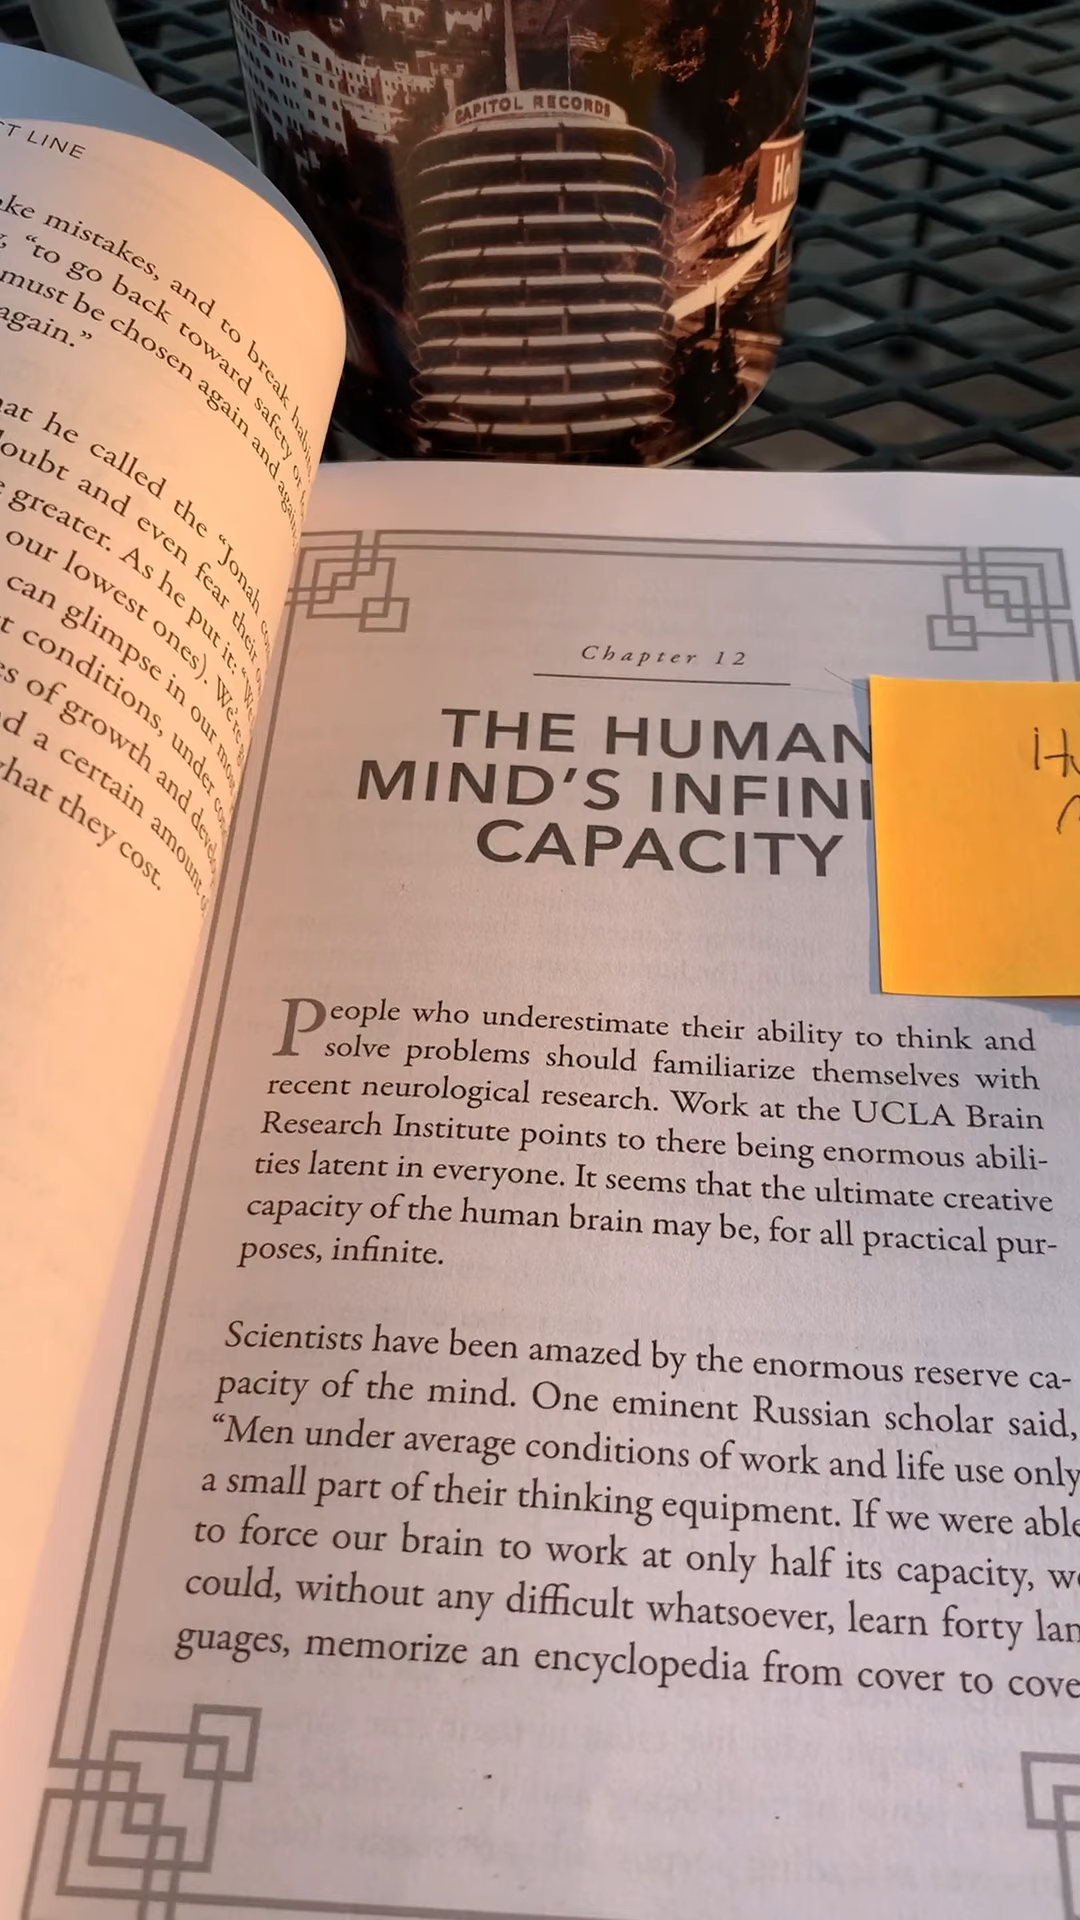 CAPITOL RECORDS
CT LINE
mistakes, and to break
"to go back toward safety or
must be chosen again and again
again."
he called the "Jonah
and even fear their
greater. As he put it: "We
our lowest ones). We're
can glimpse in our most
conditions, under
of growth and
a certain amount of
what they cost.
Chapter 12
THE HUMAN
MIND'S INFINI
CAPACITY
People who underestimate their ability to think and
solve problems should familiarize themselves with
recent neurological research. Work at the UCLA Brain
Research Institute points to there being enormous abili-
ties latent in everyone. It seems that the ultimate creative
capacity of the human brain may be, for all practical pur-
poses, infinite.
Scientists have been amazed by the enormous reserve ca-
pacity of the mind. One eminent Russian scholar said,
"Men under average conditions of work and life use only
a small part of their thinking equipment. If we were able
to force our brain to work at only half its capacity, we
could, without any difficult whatsoever, learn forty lan
guages, memorize an encyclopedia from cover to cove